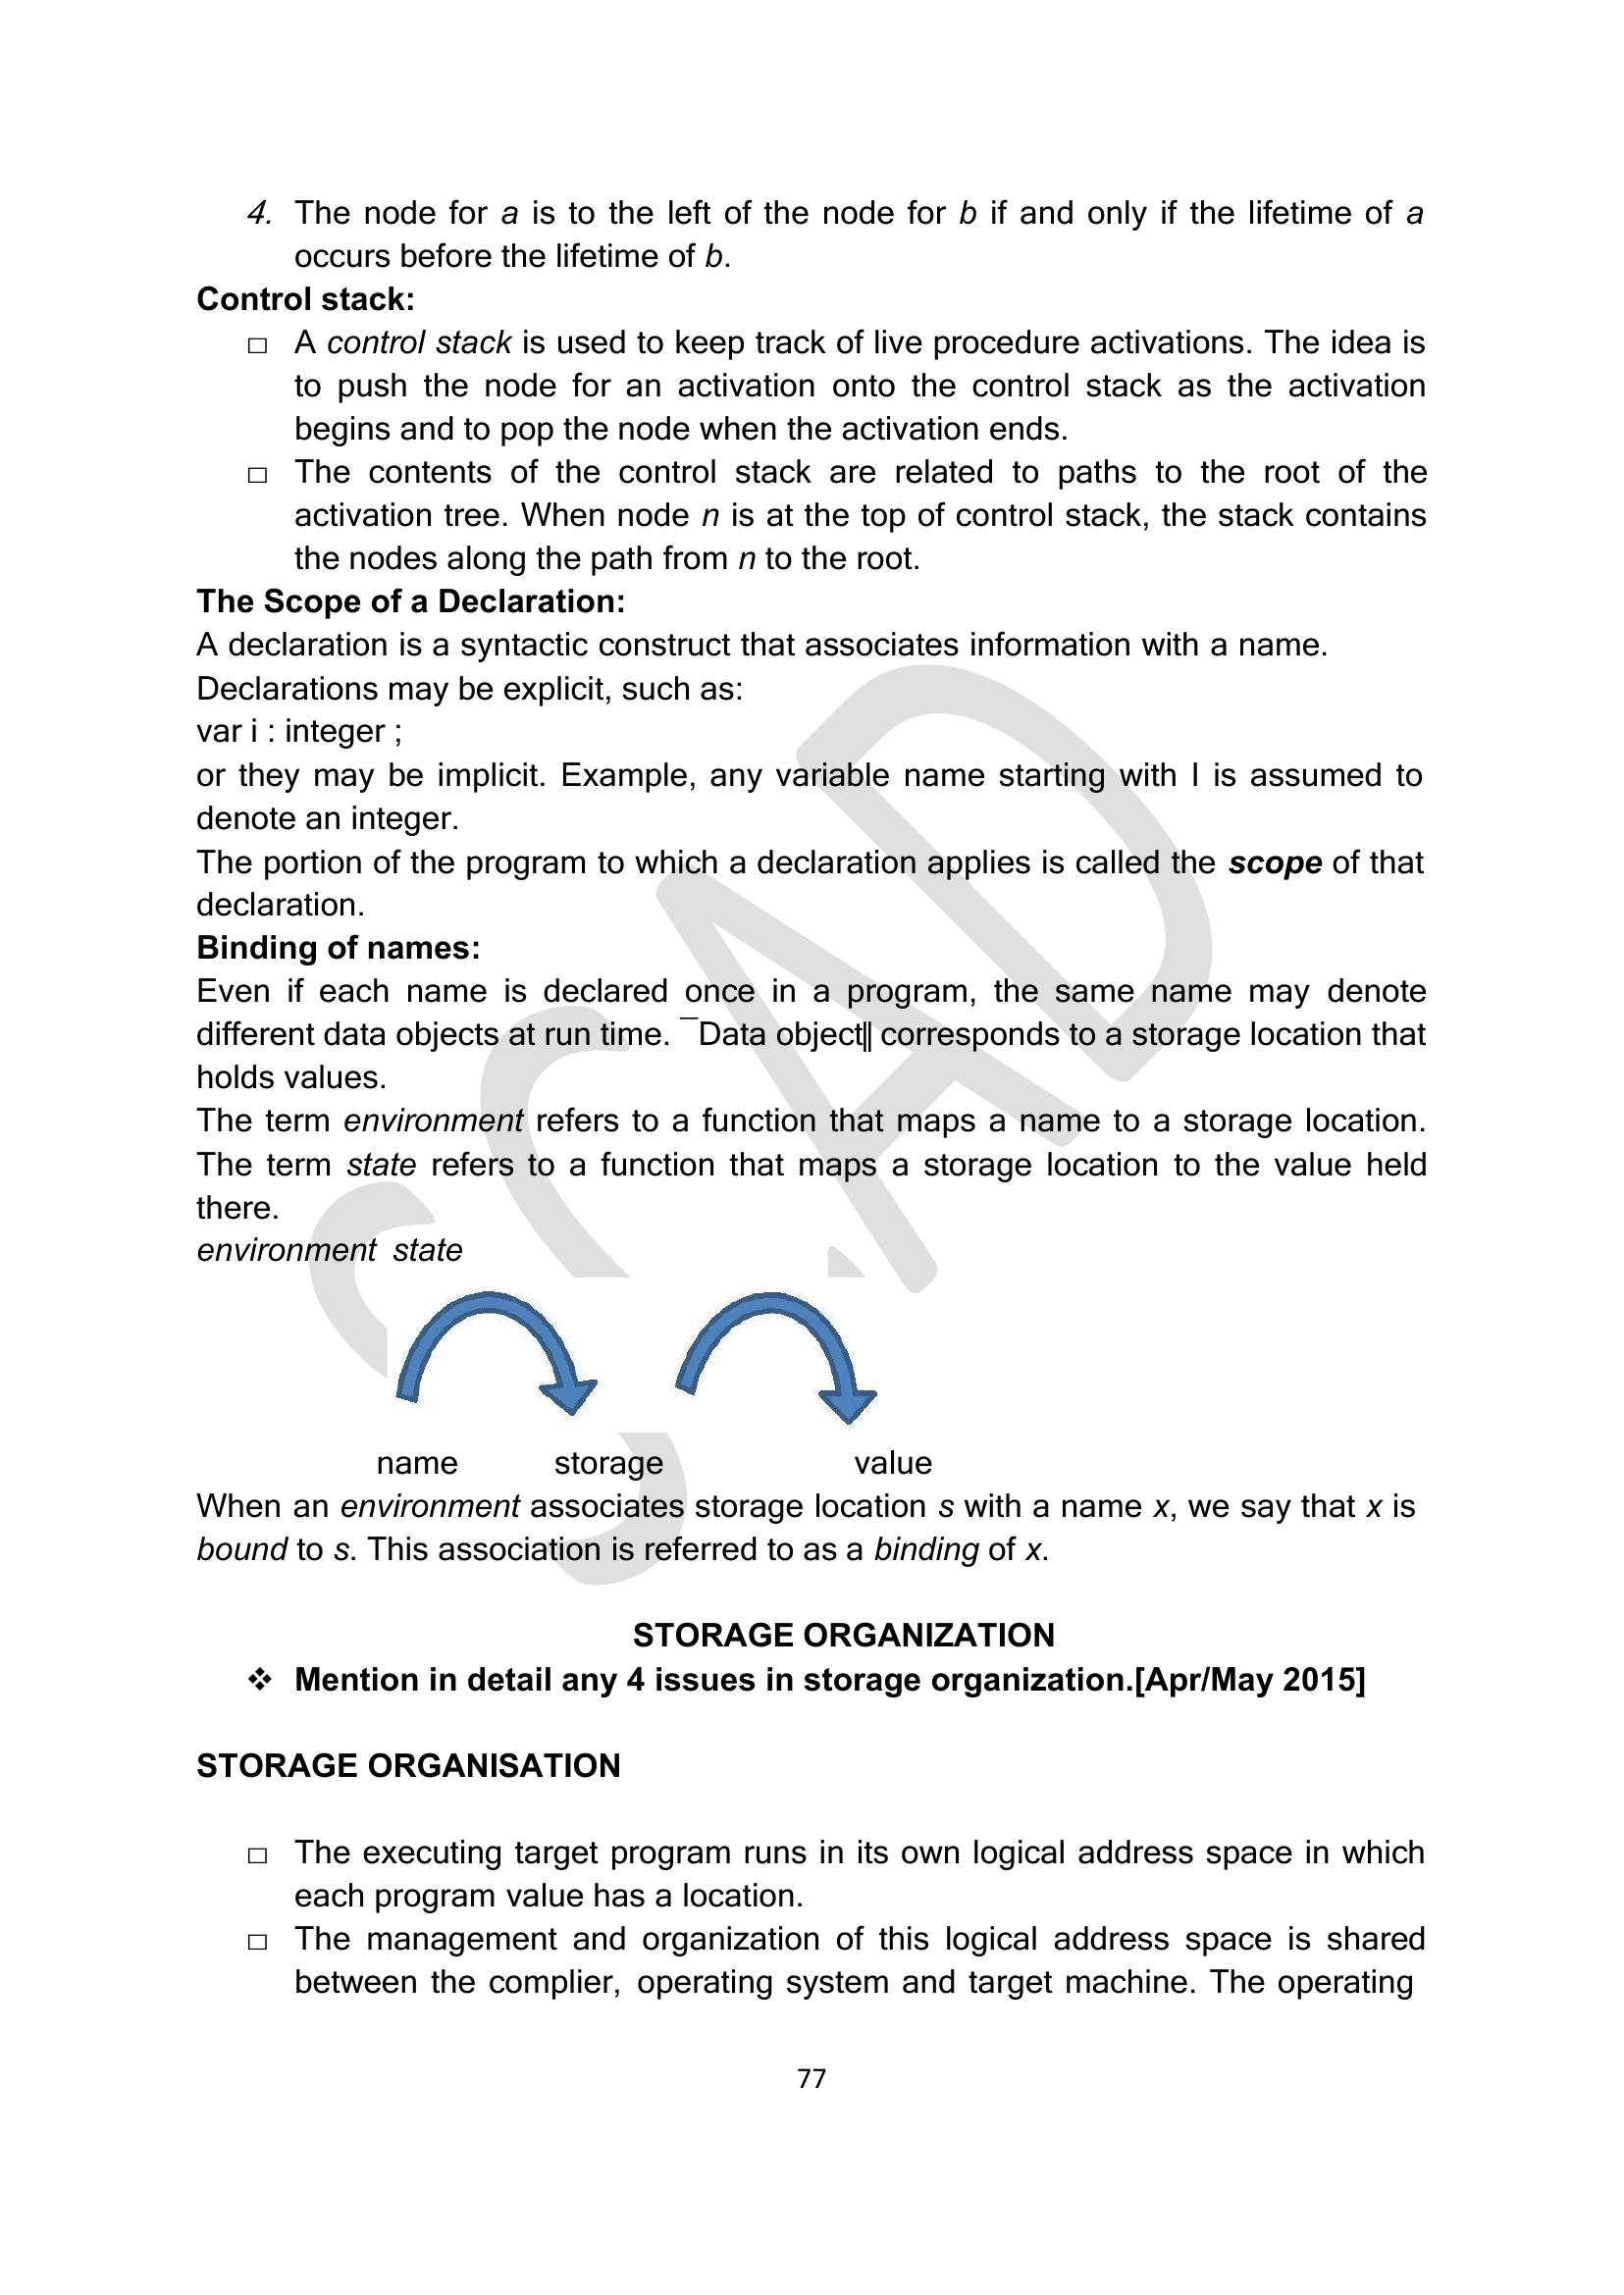 4. The node for a is to the left of the node for b if and only if the lifetime of a
occurs before the lifetime of b.
Control stack:
□ A control stack is used to keep track of live procedure activations. The idea is
to push the node for an activation onto the control stack as the activation
begins and to pop the node when the activation ends.
□ The contents of the control stack are related to paths to the root of the
activation tree. When node n is at the top of control stack, the stack contains
the nodes along the path from n to the root.
The Scope of a Declaration:
A declaration is a syntactic construct that associates information with a name.
Declarations may be explicit, such as:
var i : integer ;
or they may be implicit. Example, any variable name starting with I is assumed to
denote an integer.
The portion of the program to which a declaration applies is called the scope of that
declaration.
Binding of names:
Even if each name is declared once in a program, the same name may denote
different data objects at run time. ¯Data object‖ corresponds to a storage location that
holds values.
The term environment refers to a function that maps a name to a storage location.
The term state refers to a function that maps a storage location to the value held
there.
environment state
name storage value
When an environment associates storage location s with a name x, we say that x is
bound to s. This association is referred to as a binding of x.
STORAGE ORGANIZATION
❖ Mention in detail any 4 issues in storage organization.[Apr/May 2015]
STORAGE ORGANISATION
□ The executing target program runs in its own logical address space in which
each program value has a location.
□ The management and organization of this logical address space is shared
between the complier, operating system and target machine. The operating
77
SCAD